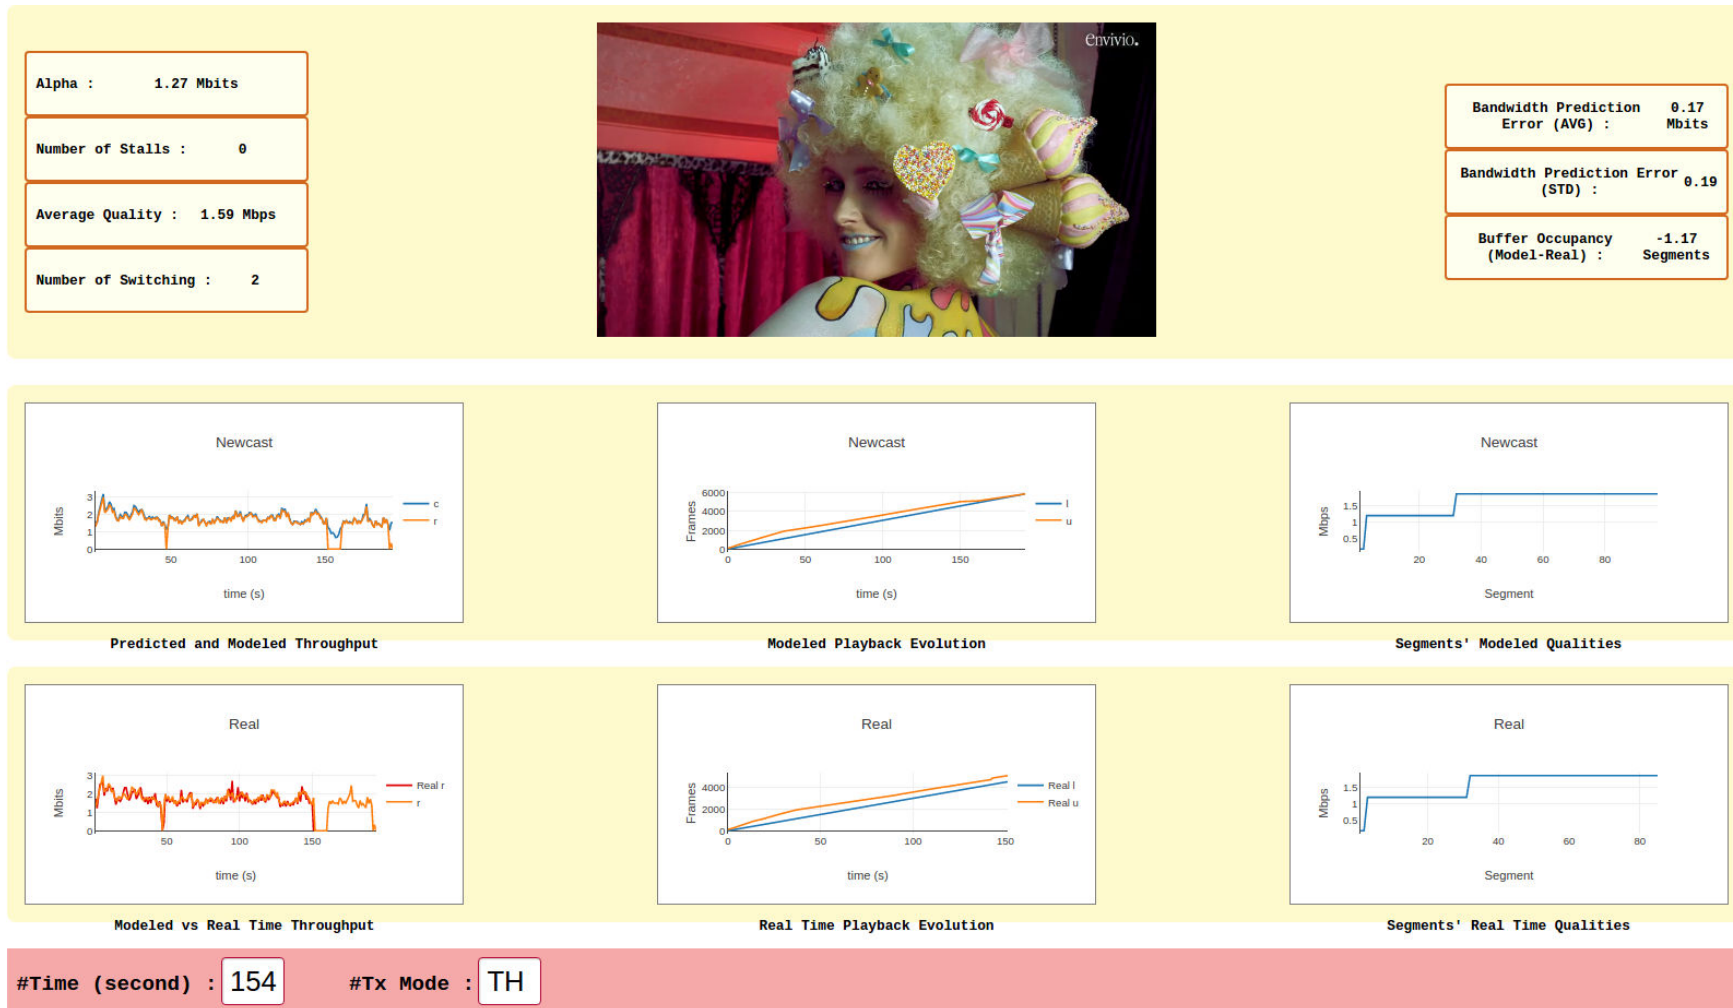 envivio.
Alpha : 1.27 Mbits
Number of Stalls : 0
Average Quality : 1.59 Mbps
Number of Switching : 2
Bandwidth Prediction 0.17
Error (AVG) : Mbits
Bandwidth Prediction Error 0.19
(STD) :
Buffer Occupancy -1.17
(Model-Real) : Segments
Newcast
Mbits
3
2
1
0
50 100 150
time (s)
c
r
Predicted and Modeled Throughput
Newcast
Frames
6000
4000
2000
0
0 50 100 150
time (s)
l
u
Modeled Playback Evolution
Newcast
Mbps
1.5
1
0.5
20 40 60 80
Segment
Segments' Modeled Qualities
Real
Mbits
3
2
1
0
50 100 150
time (s)
Real r
r
Modeled vs Real Time Throughput
Real
Frames
4000
2000
0
0 50 100 150
time (s)
Real l
Real u
Real Time Playback Evolution
Real
Mbps
1.5
1
0.5
20 40 60 80
Segment
Segments' Real Time Qualities
#Time (second) : 154 #Tx Mode : TH